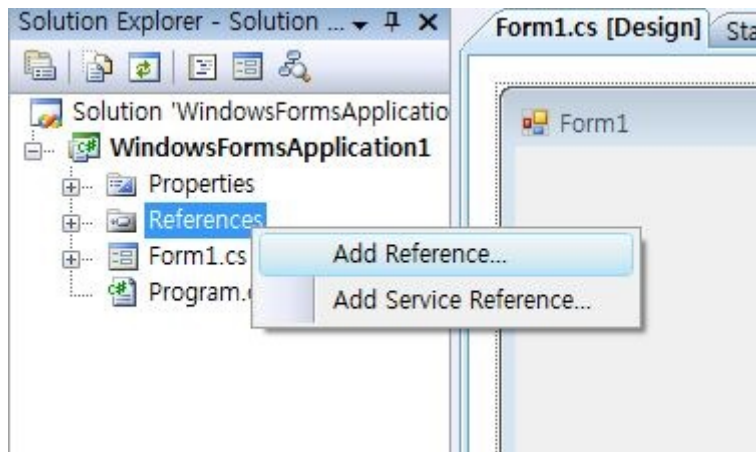 Solution Explorer - Solution ...
Form1.cs [Design]
Solution 'WindowsFormsApplicatio
Form1
WindowsFormsApplication1
Properties
References
Form1.cs
Add Reference...
Program.
Add Service Reference...